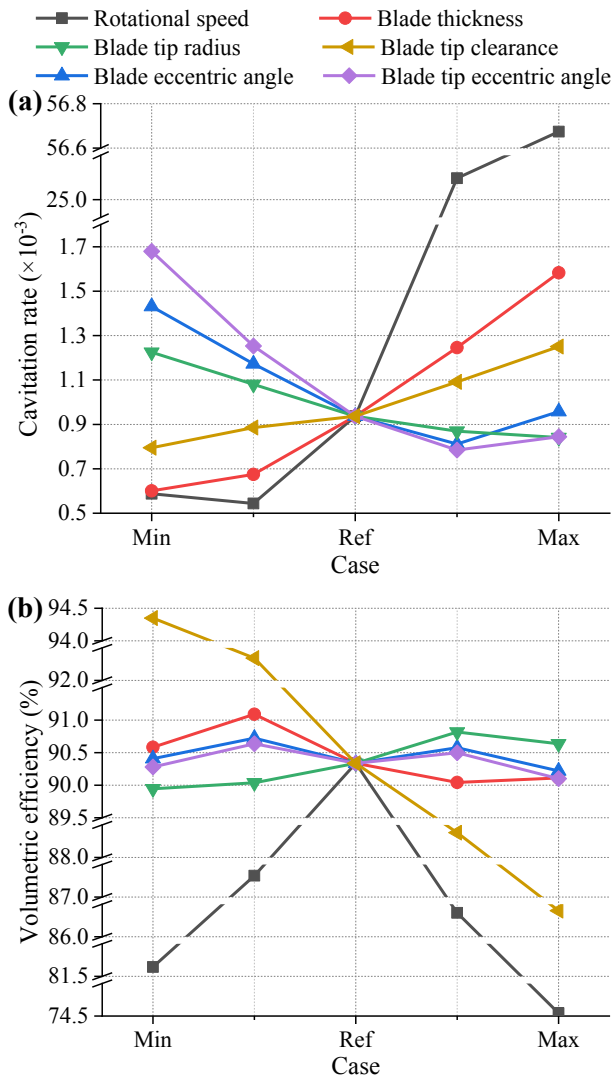 Rotational speed Blade thickness
Blade tip radius Blade tip clearance
Blade eccentric angle Blade tip eccentric angle
(a)
Cavitation rate (×10⁻³)
56.8
56.6
25.0
1.7
1.5
1.3
1.1
0.9
0.7
0.5
Min Ref Max
Case
(b)
Volumetric efficiency (%)
94.5
94.0
92.0
91.0
90.5
90.0
89.5
88.0
87.0
86.0
81.5
74.5
Min Ref Max
Case